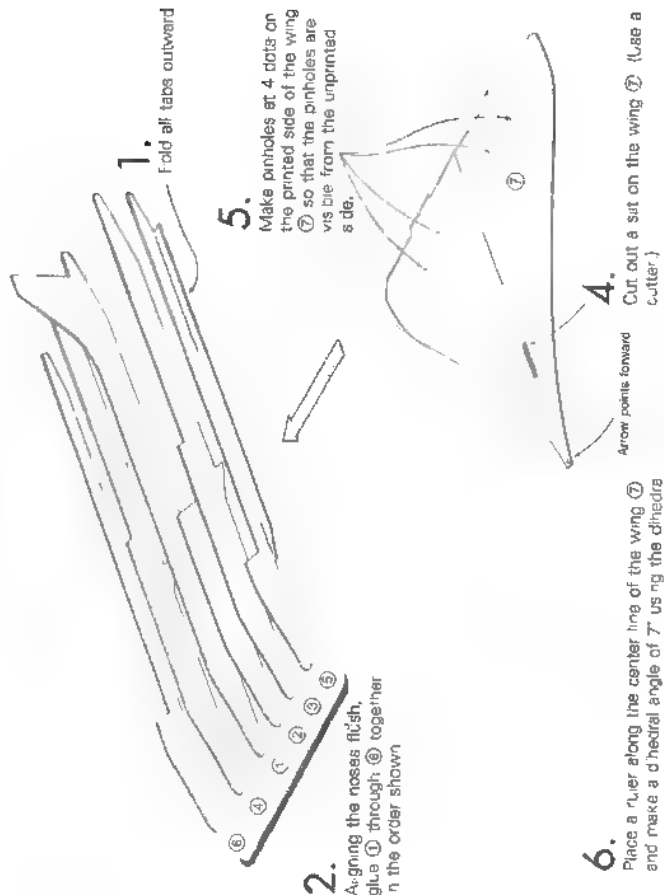 1.
Fold all tabs outward
2.
Aligning the noses flush,
glue ① through ⑥ together
in the order shown
⑥
④
①
②
③
⑤
5.
Make pinholes at 4 dots on
the printed side of the wing
⑦ so that the pinholes are
visible from the unprinted
side.
⑦
4.
Cut out a slit on the wing ⑦ (Use a
cutter.)
Arrow points forward
6.
Place a ruler along the center line of the wing ⑦
and make a dihedral angle of 7° using the dihedra